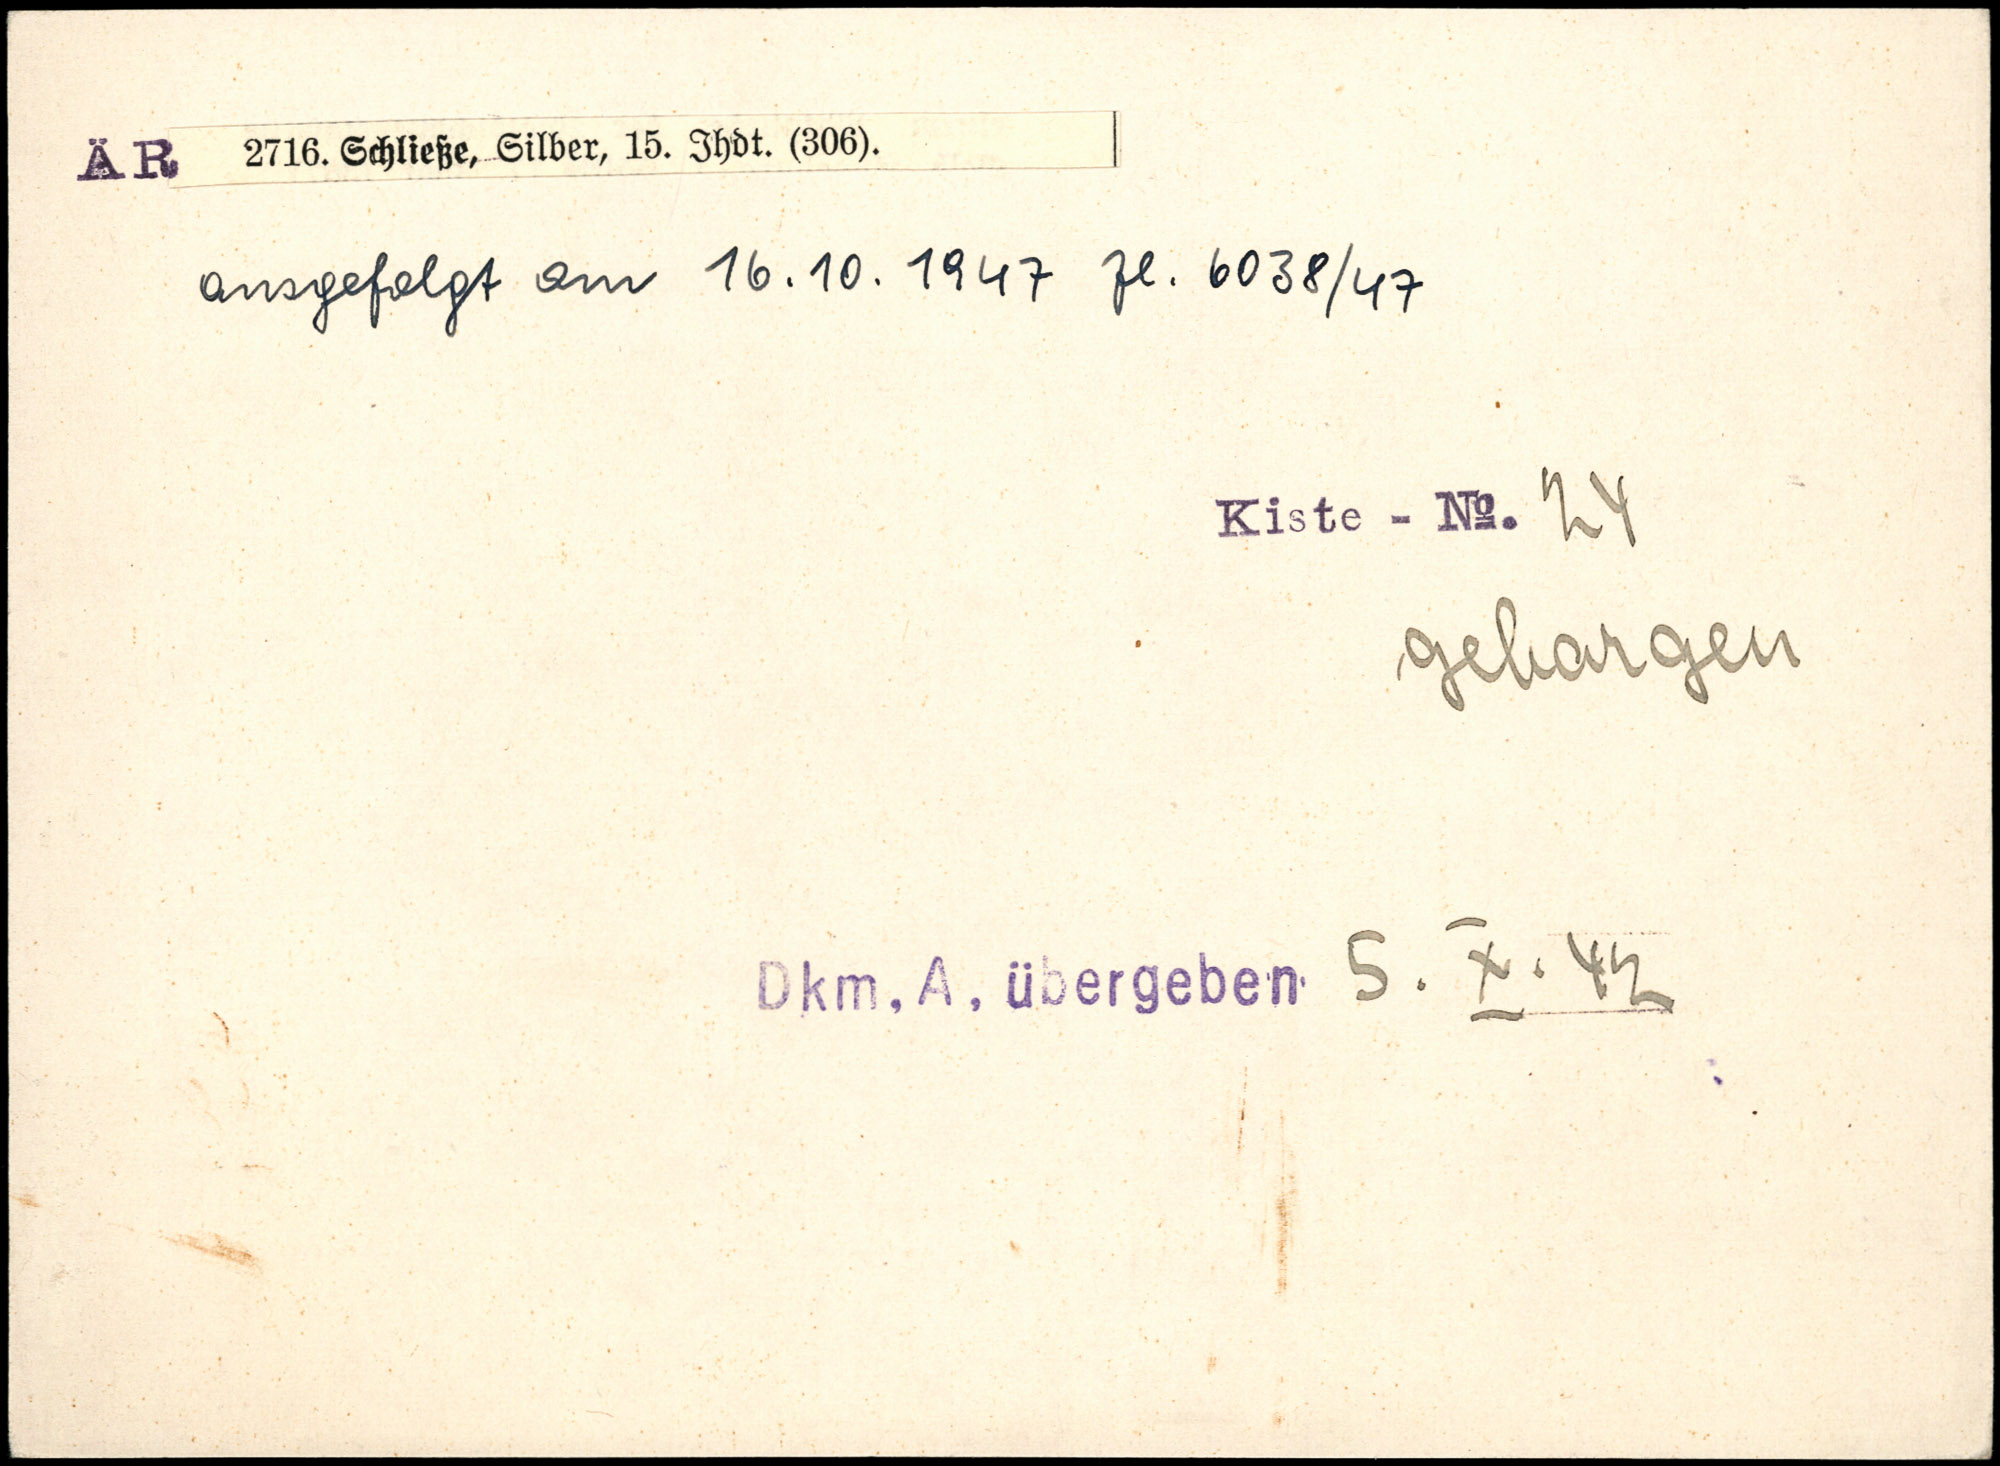 ÄR 2716. Schließe, Silber, 15. Jhdt. (306).
ausgefolgt am 16.10.1947 Zl. 6038/47
Kiste - №. 24
geborgen
Dkm, A, übergeben 5. X. 42